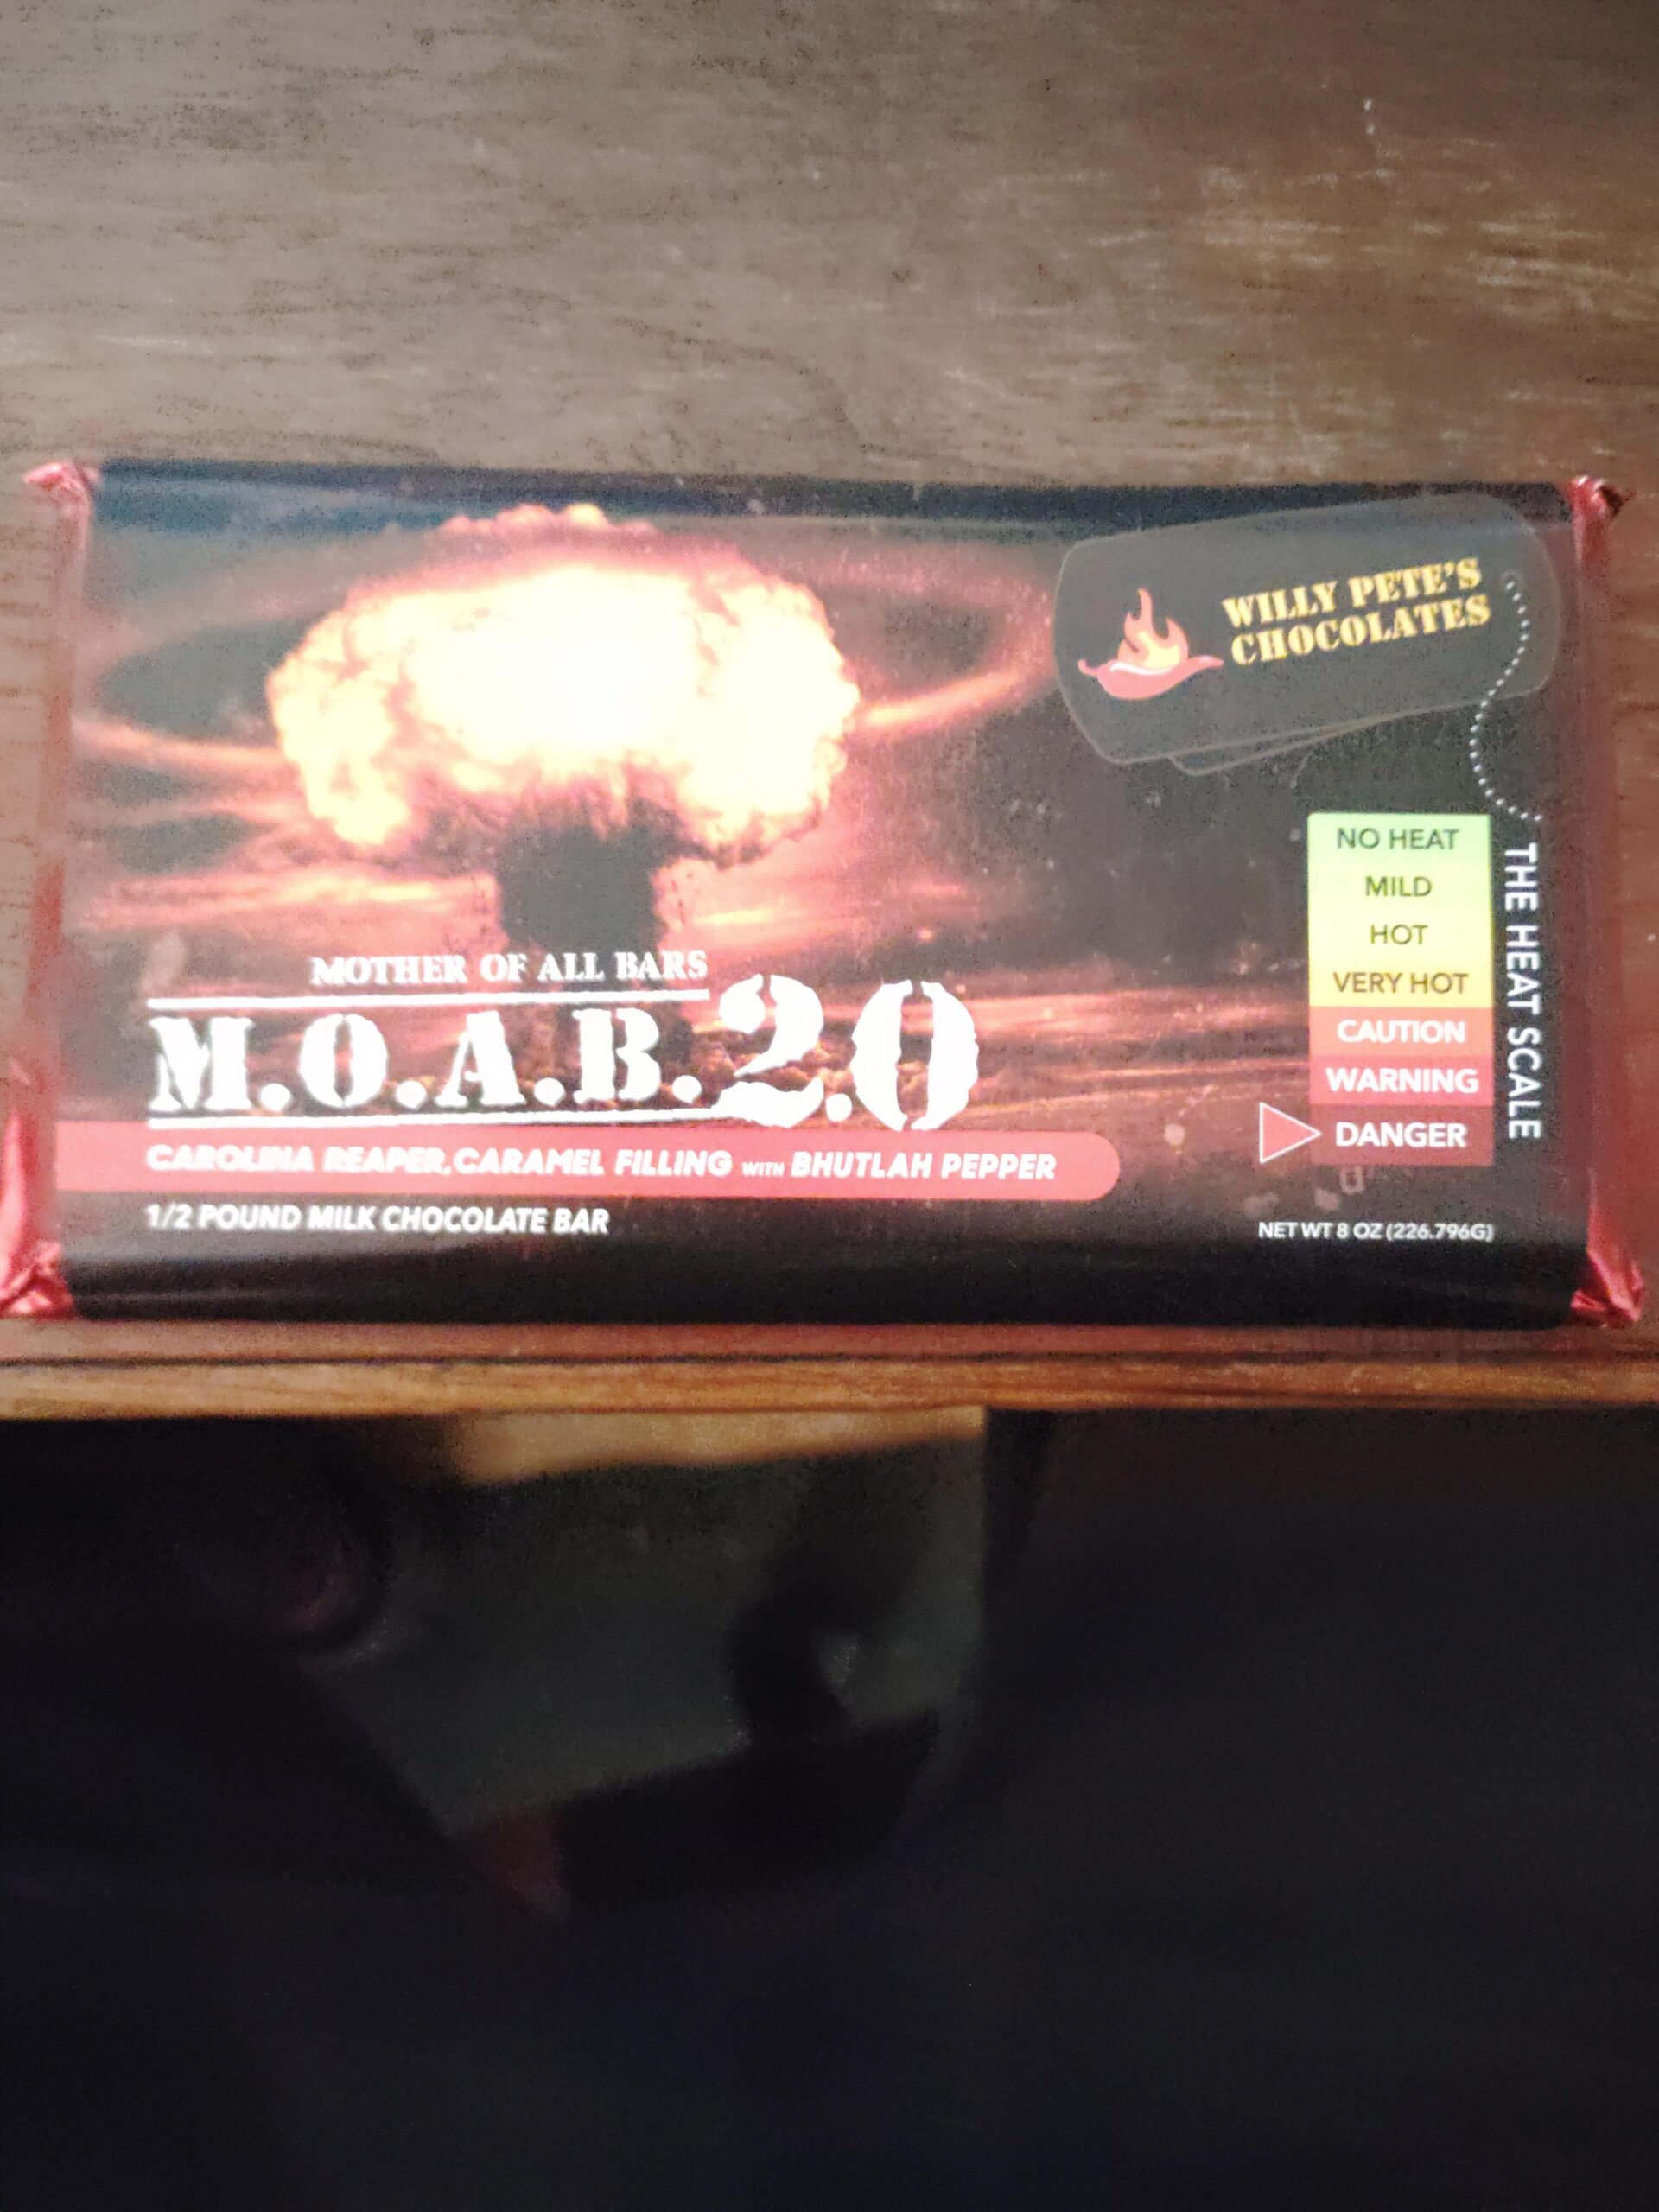 WILLY PETE'S
CHOCOLATES
NO HEAT
MILD
HOT
VERY HOT
CAUTION
WARNING
DANGER
THE HEAT SCALE
MOTHER OF ALL BARS
M.O.A.B. 2.0
CAROLINA REAPER, CARAMEL FILLING WITH BHUTLAH PEPPER
1/2 POUND MILK CHOCOLATE BAR
NET WT 8 OZ (226.796G)